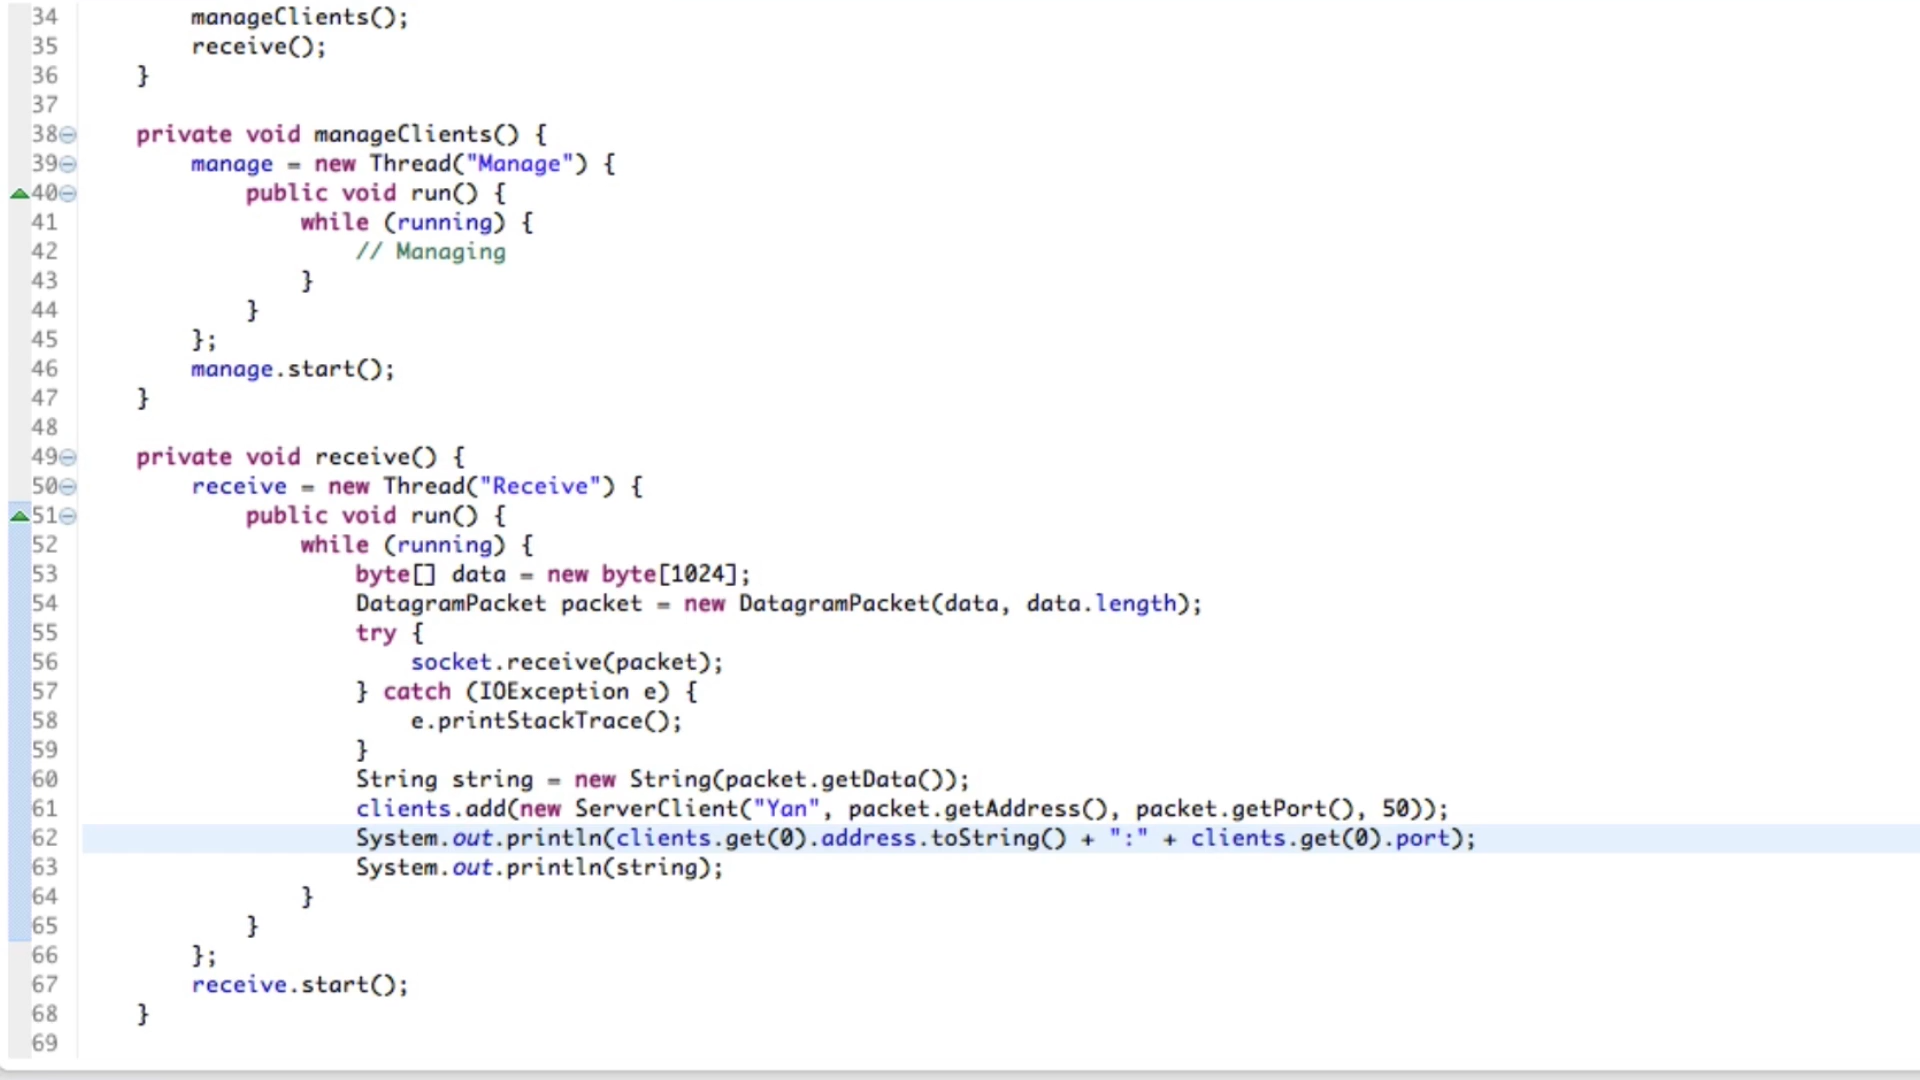 34 manageClients();
35 receive();
36 }
37
38 private void manageClients() {
39 manage = new Thread("Manage") {
40 public void run() {
41 while (running) {
42 // Managing
43 }
44 }
45 };
46 manage.start();
47 }
48
49 private void receive() {
50 receive = new Thread("Receive") {
51 public void run() {
52 while (running) {
53 byte[] data = new byte[1024];
54 DatagramPacket packet = new DatagramPacket(data, data.length);
55 try {
56 socket.receive(packet);
57 } catch (IOException e) {
58 e.printStackTrace();
59 }
60 String string = new String(packet.getData());
61 clients.add(new ServerClient("Yan", packet.getAddress(), packet.getPort(), 50));
62 System.out.println(clients.get(0).address.toString() + ":" + clients.get(0).port);
63 System.out.println(string);
64 }
65 }
66 };
67 receive.start();
68 }
69